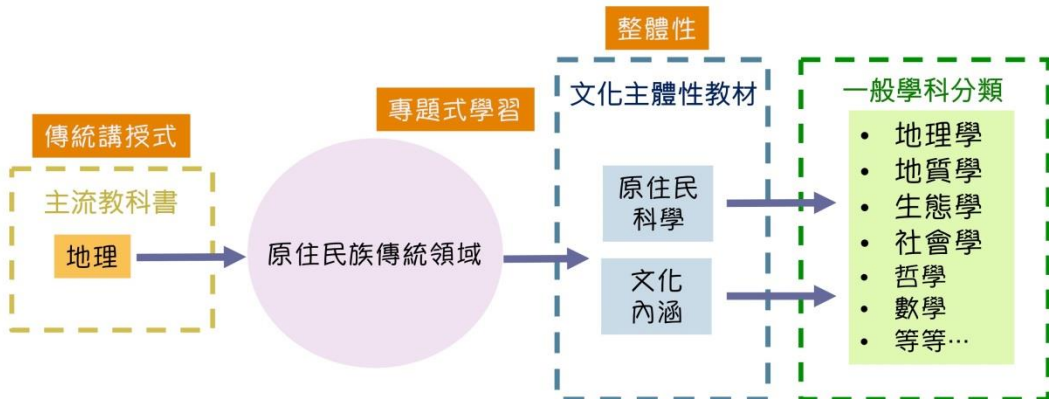 傳統講授式
主流教科書
地理
專題式學習
原住民族傳統領域
整體性
文化主體性教材
原住民
科學
文化
內涵
一般學科分類
• 地理學
• 地質學
• 生態學
• 社會學
• 哲學
• 數學
• 等等…